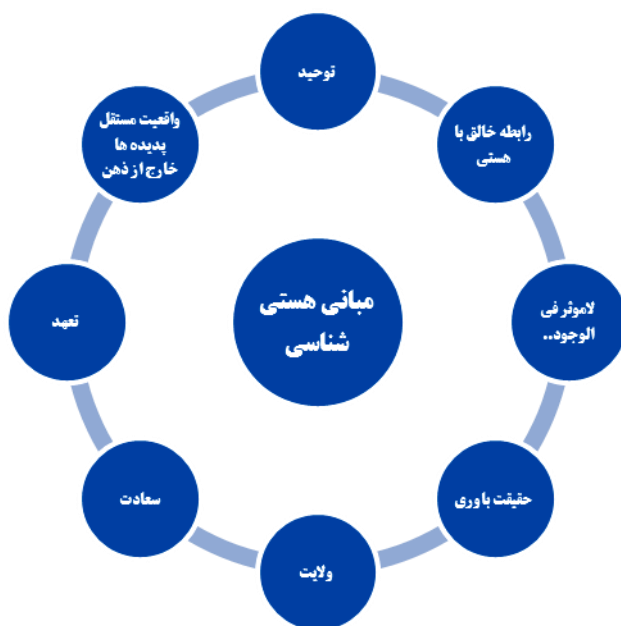 مبانی هستی
شناسی
توحید
رابطه خالق با
هستی
لاموثر فی
الوجود..
حقیقت باوری
ولایت
سعادت
تعهد
واقعیت مستقل
پدیده ها
خارج از ذهن